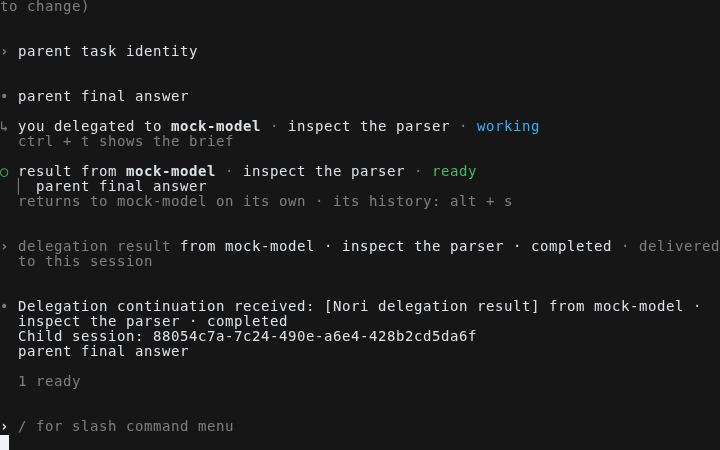 to change)
› parent task identity
• parent final answer
↳ you delegated to mock-model · inspect the parser · working
ctrl + t shows the brief
○ result from mock-model · inspect the parser · ready
│ parent final answer
returns to mock-model on its own · its history: alt + s
› delegation result from mock-model · inspect the parser · completed · delivered
to this session
• Delegation continuation received: [Nori delegation result] from mock-model ·
inspect the parser · completed
Child session: 88054c7a-7c24-490e-a6e4-428b2cd5da6f
parent final answer
1 ready
› / for slash command menu